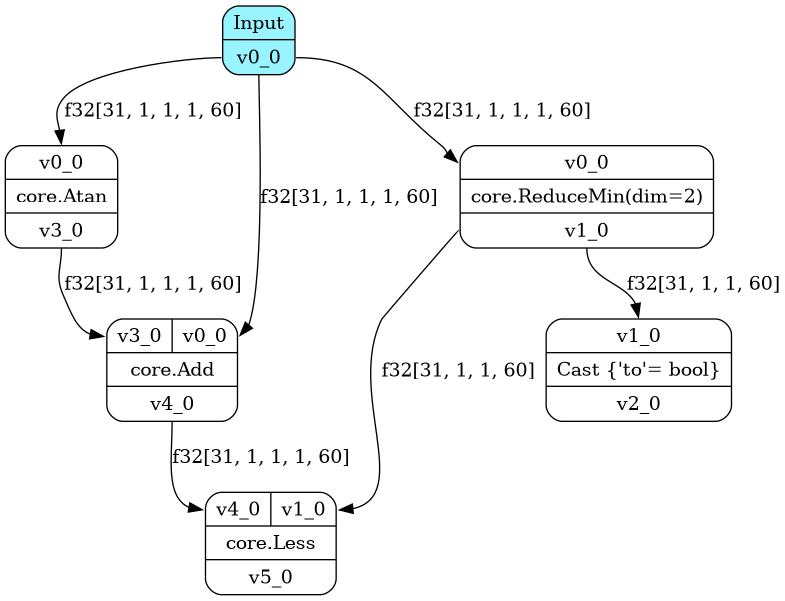 Input
v0_0
f32[31, 1, 1, 1, 60]
f32[31, 1, 1, 1, 60]
v0_0
core.Atan
v3_0
f32[31, 1, 1, 1, 60]
v0_0
core.ReduceMin(dim=2)
v1_0
f32[31, 1, 1, 1, 60]
f32[31, 1, 1, 60]
v3_0 v0_0
core.Add
v4_0
f32[31, 1, 1, 60]
v1_0
Cast {'to'= bool}
v2_0
f32[31, 1, 1, 1, 60]
v4_0 v1_0
core.Less
v5_0